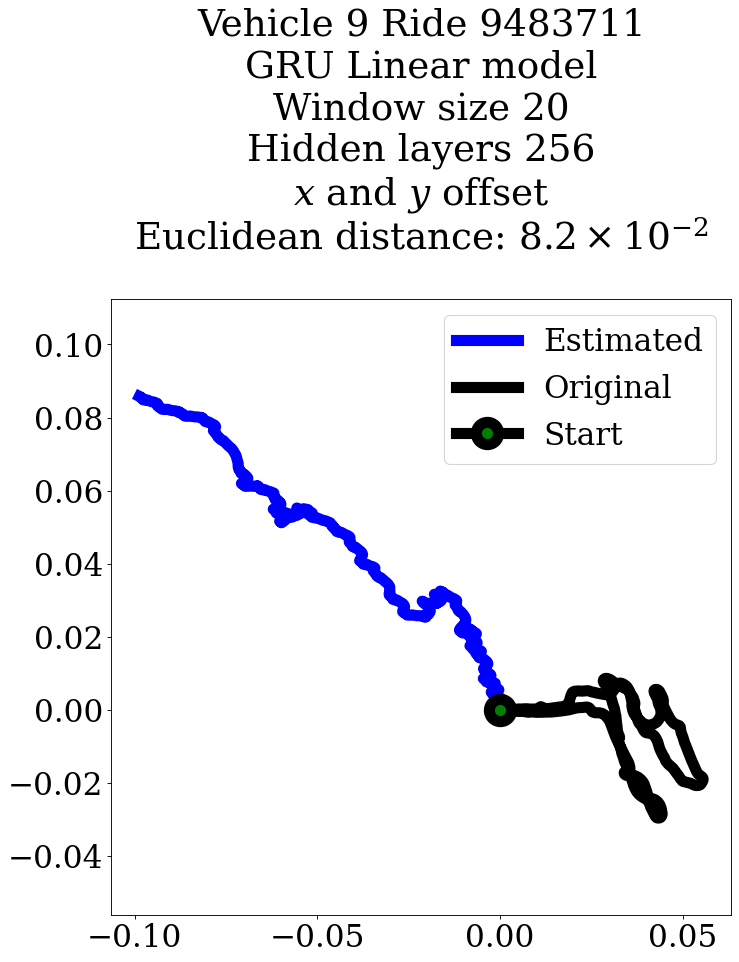 Vehicle 9 Ride 9483711
GRU Linear model
Window size 20
Hidden layers 256
x and y offset
Euclidean distance: 8.2 × 10⁻²
Estimated
Original
Start
0.10
0.08
0.06
0.04
0.02
0.00
−0.02
−0.04
−0.10 −0.05 0.00 0.05